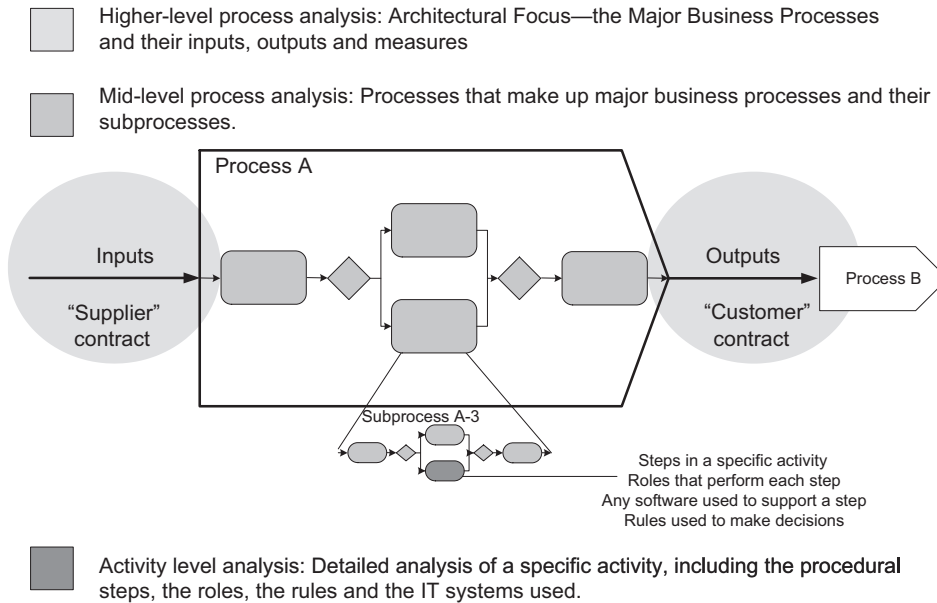 Higher-level process analysis: Architectural Focus—the Major Business Processes
and their inputs, outputs and measures
Mid-level process analysis: Processes that make up major business processes and their
subprocesses.
Process A
Inputs
"Supplier"
contract
Outputs
"Customer"
contract
Process B
Subprocess A-3
Steps in a specific activity
Roles that perform each step
Any software used to support a step
Rules used to make decisions
Activity level analysis: Detailed analysis of a specific activity, including the procedural
steps, the roles, the rules and the IT systems used.